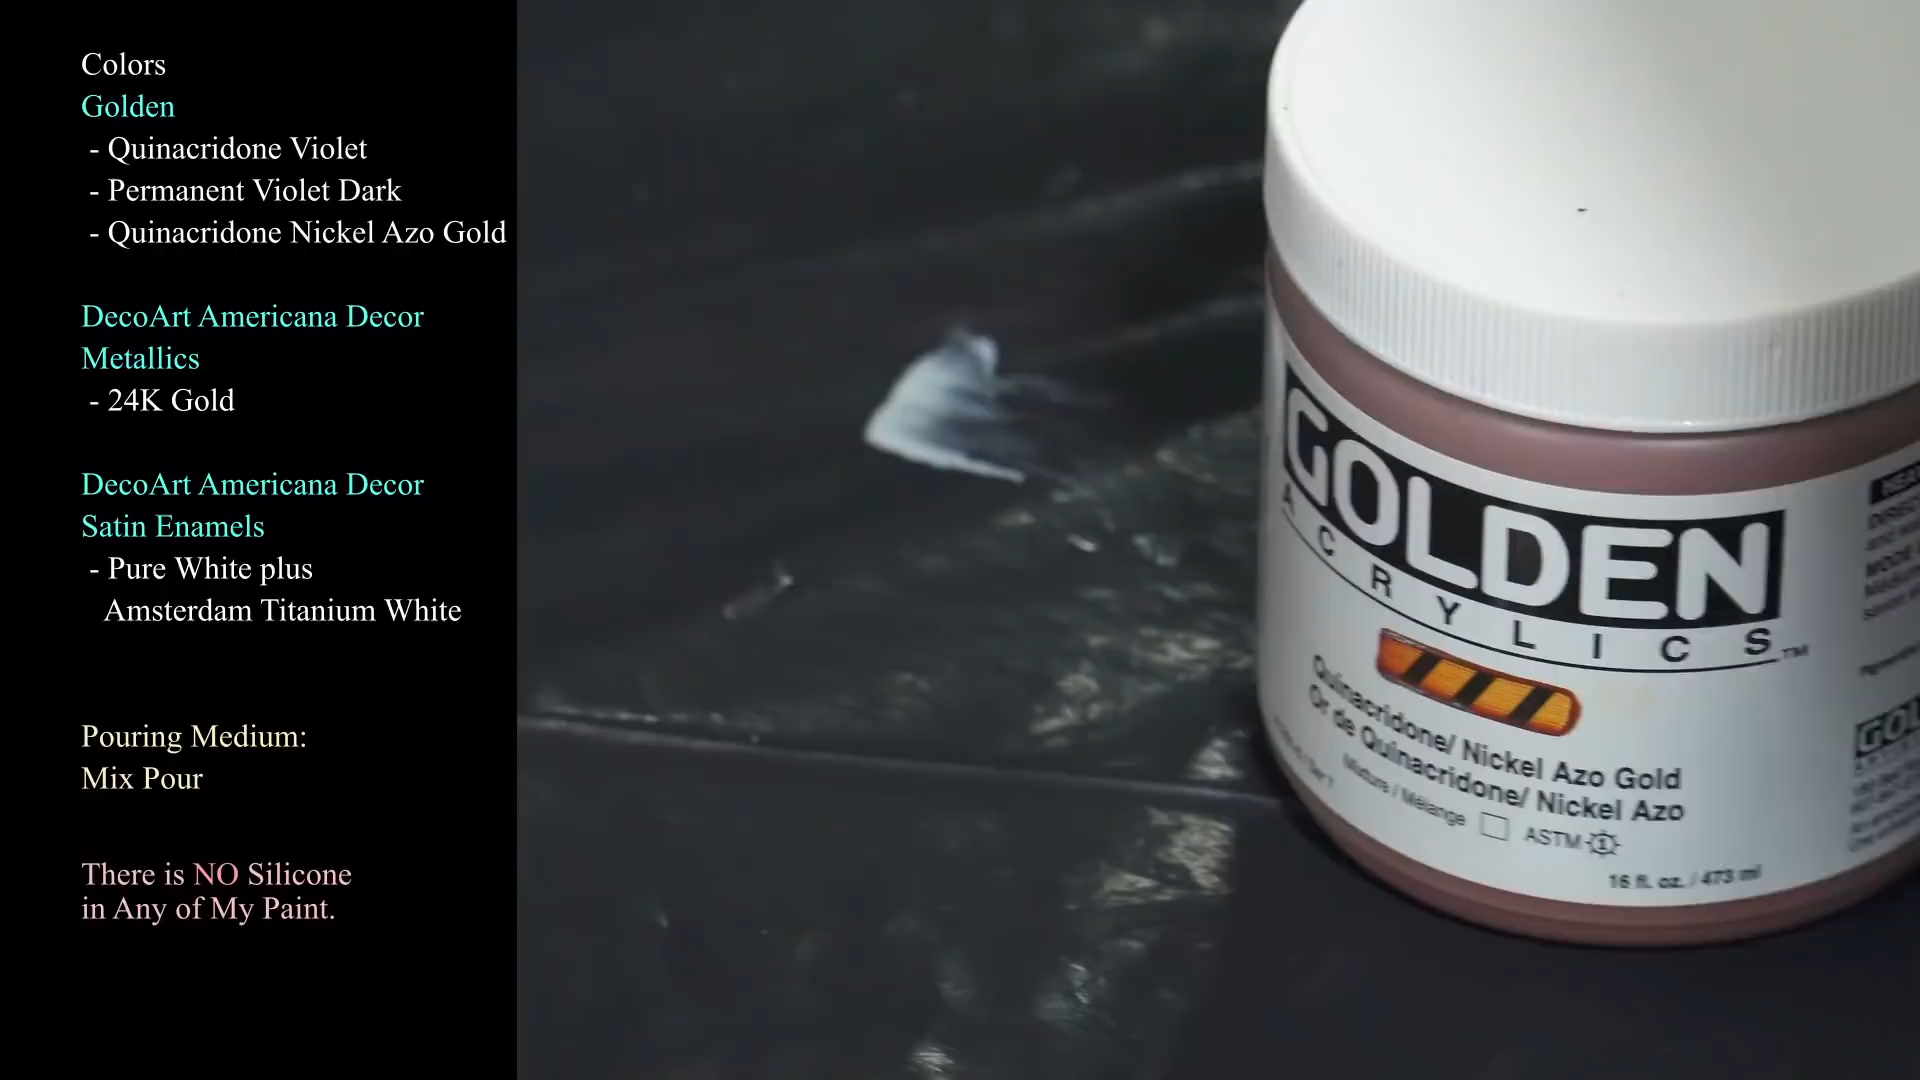 Colors
Golden
- Quinacridone Violet
- Permanent Violet Dark
- Quinacridone Nickel Azo Gold
DecoArt Americana Decor
Metallics
- 24K Gold
DecoArt Americana Decor
Satin Enamels
- Pure White plus
Amsterdam Titanium White
Pouring Medium:
Mix Pour
There is NO Silicone
in Any of My Paint.
GOLDEN
ACRYLICS™
Quinacridone/ Nickel Azo Gold
Or de Quinacridone/ Nickel Azo
Mixture / Mélange ASTM
16 fl. oz. / 473 ml